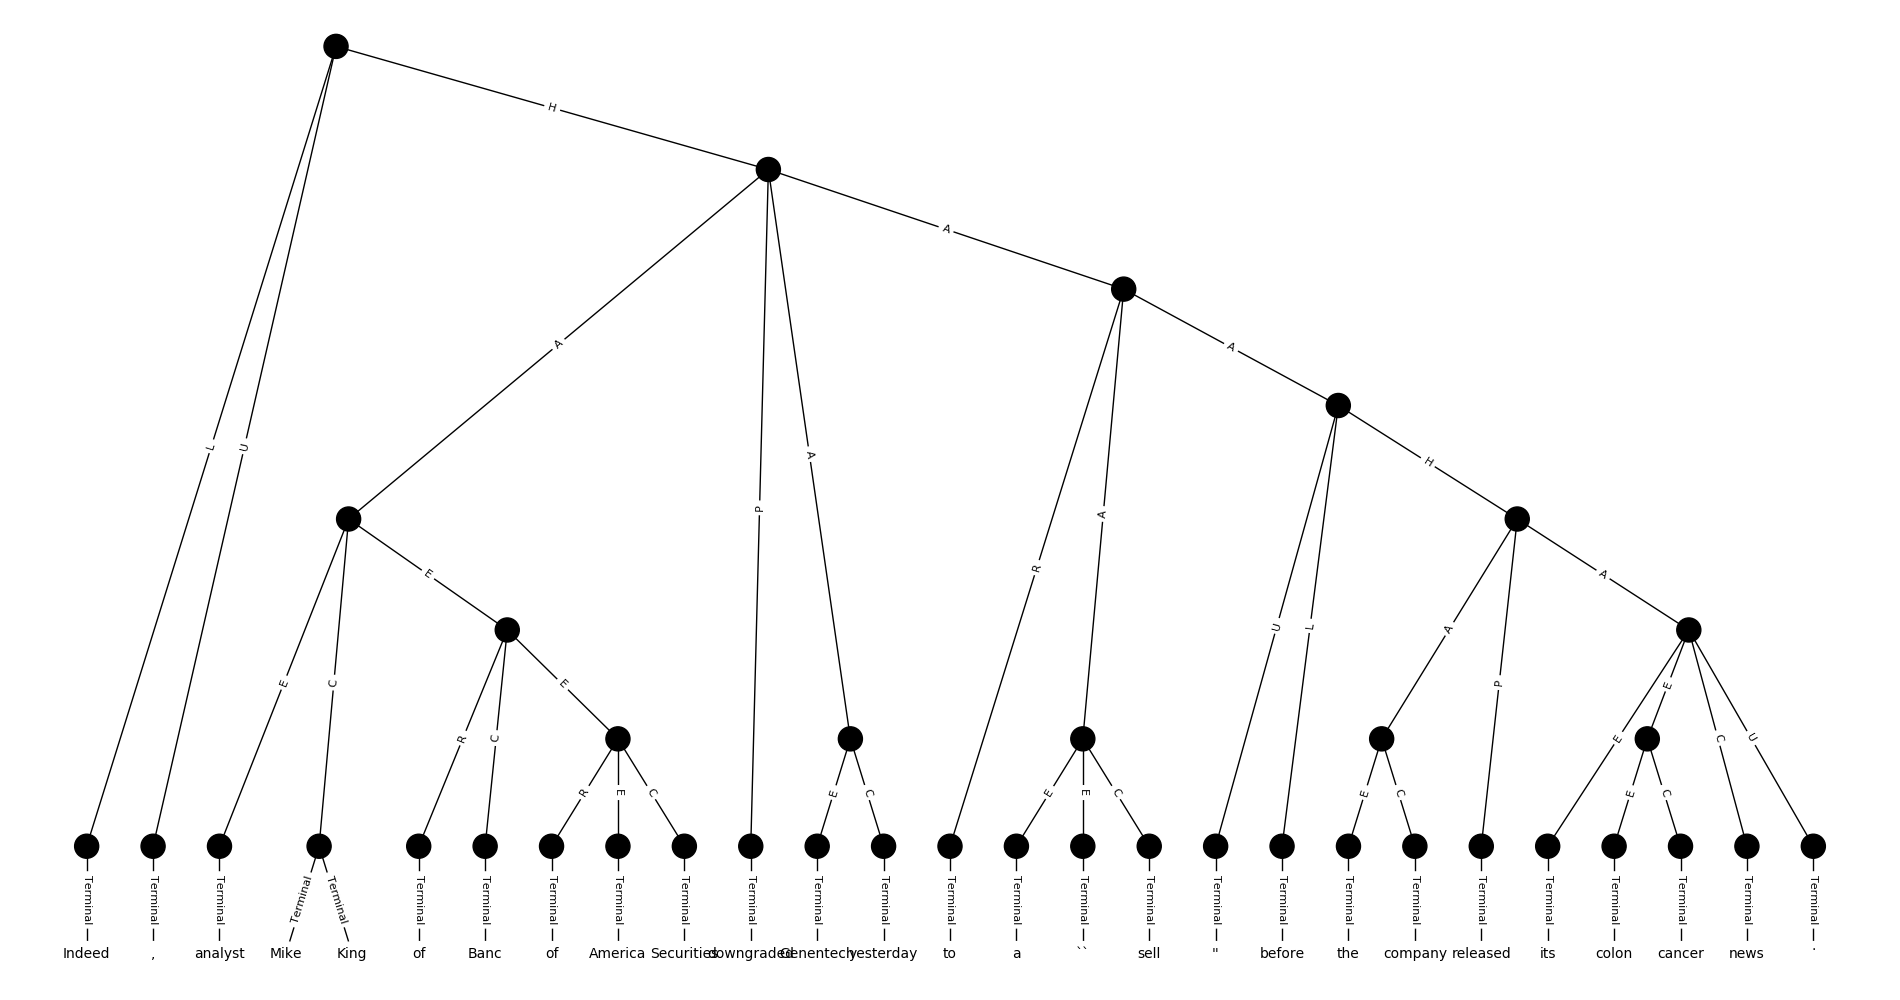 H
A
A
A
L
U
A
P
A
R
A
H
E
E
C
R
C
E
U
L
A
P
A
E
E
C
U
R
E
C
E
C
E
E
C
E
C
E
C
Terminal Terminal Terminal Terminal Terminal Terminal Terminal Terminal Terminal Terminal Terminal Terminal Terminal Terminal Terminal Terminal Terminal Terminal Terminal Terminal Terminal Terminal Terminal Terminal Terminal Terminal Terminal
Indeed , analyst Mike King of Banc of America Securities downgraded Genentech yesterday to a `` sell " before the company released its colon cancer news .